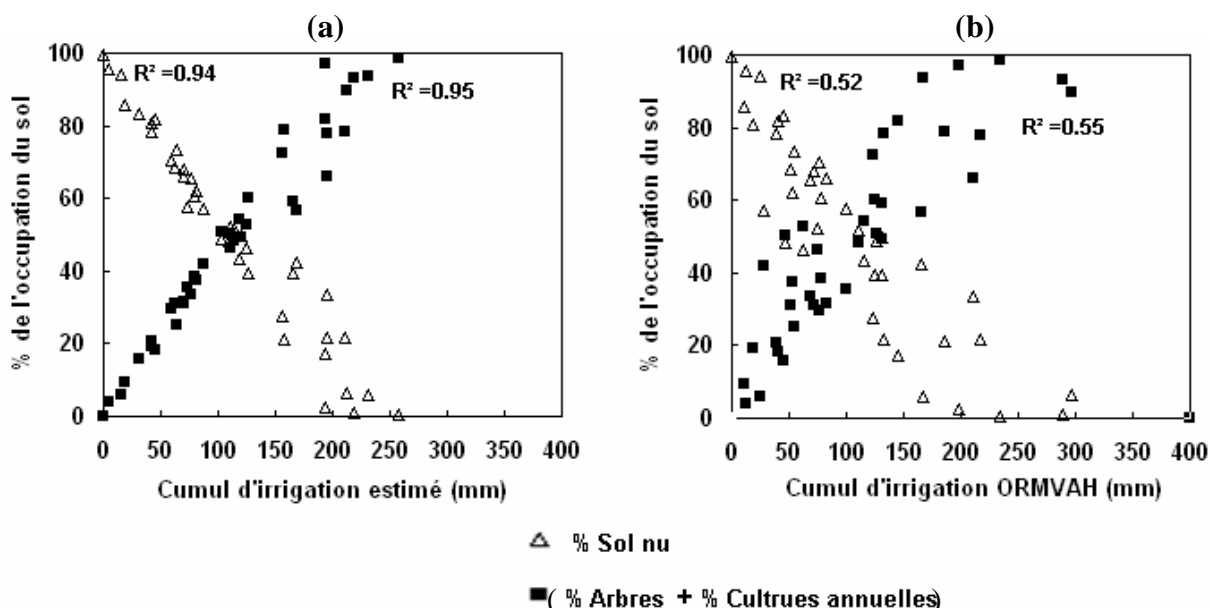 (a)
(b)
% de l'occupation du sol
100
80
60
40
20
0
R² =0.94
R² =0.95
0 50 100 150 200 250 300 350 400
Cumul d'irrigation estimé (mm)
% de l'occupation du sol
100
80
60
40
20
0
R² =0.52
R² =0.55
0 50 100 150 200 250 300 350 400
Cumul d'irrigation ORMVAH (mm)
% Sol nu
( % Arbres + % Cultrues annuelles)